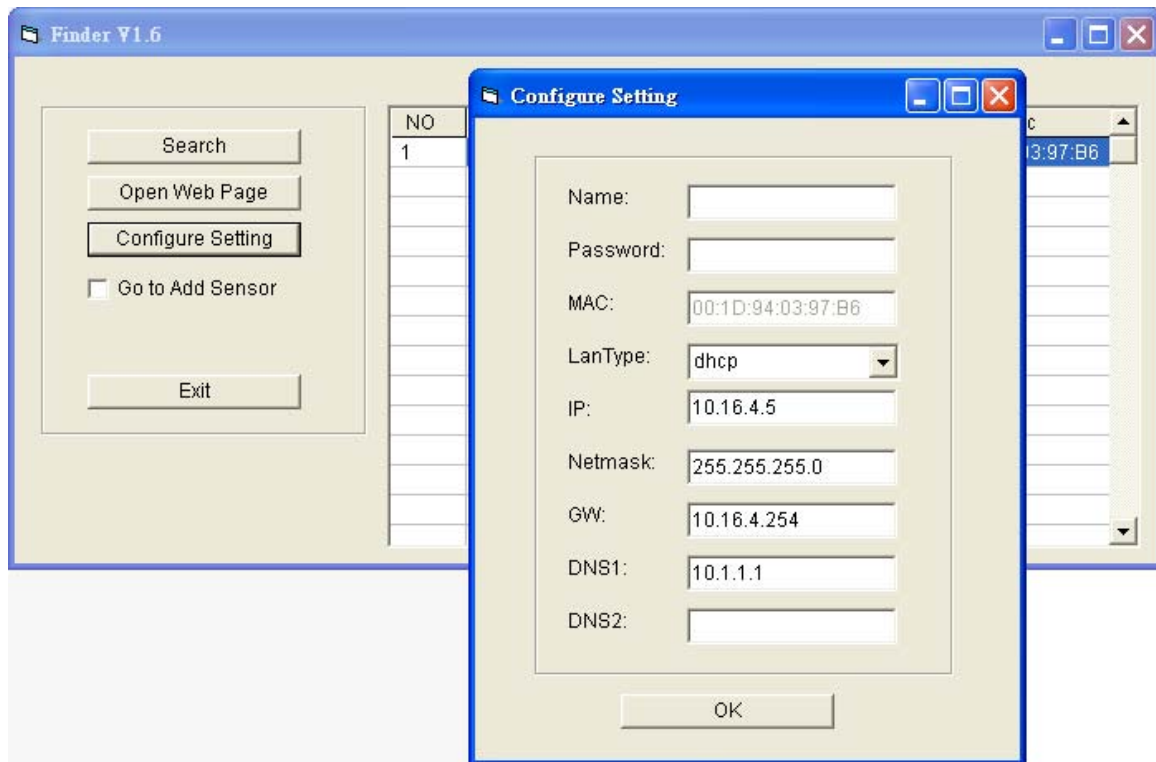 Finder V1.6
Search
Open Web Page
Configure Setting
Go to Add Sensor
Exit
NO
c
1
03:97:B6
Configure Setting
Name:
Password:
MAC: 00:1D:94:03:97:B6
LanType: dhcp
IP: 10.16.4.5
Netmask: 255.255.255.0
GW: 10.16.4.254
DNS1: 10.1.1.1
DNS2:
OK